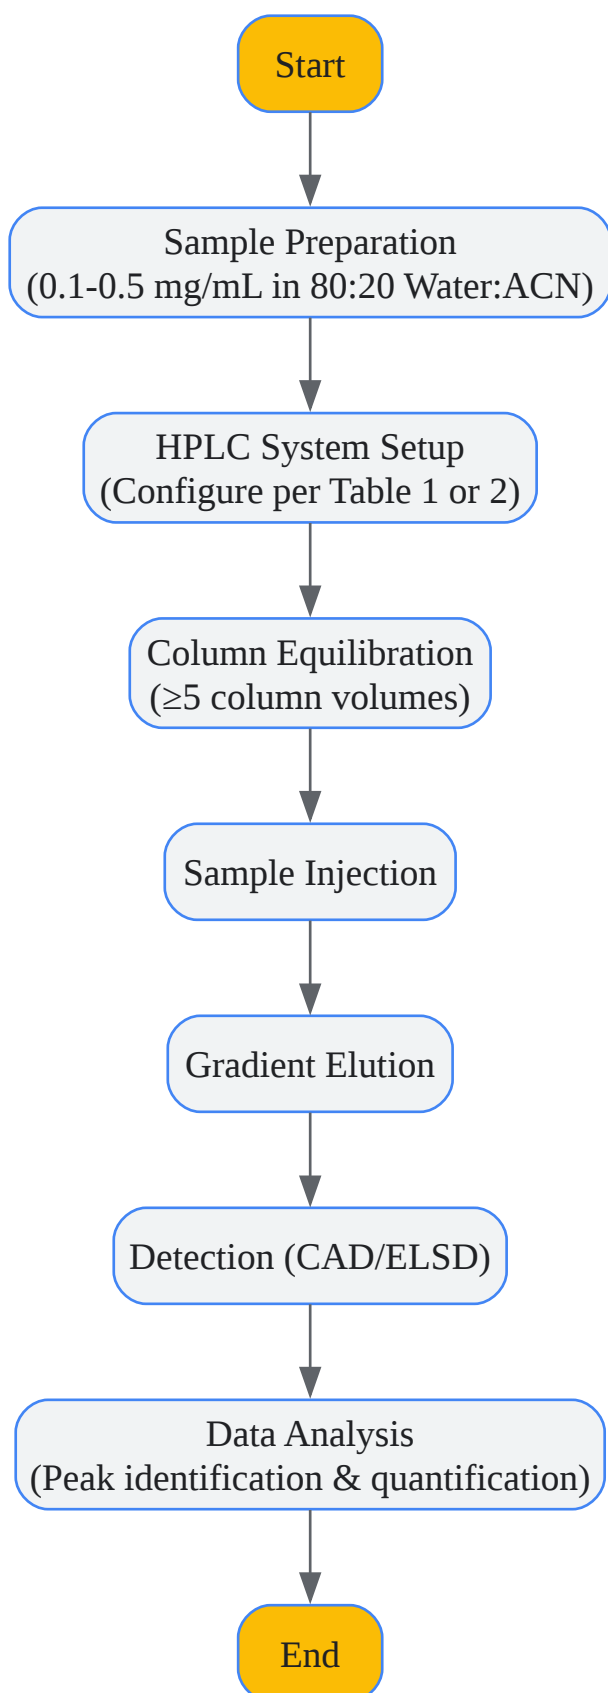 Start
Sample Preparation
(0.1-0.5 mg/mL in 80:20 Water:ACN)
HPLC System Setup
(Configure per Table 1 or 2)
Column Equilibration
(≥5 column volumes)
Sample Injection
Gradient Elution
Detection (CAD/ELSD)
Data Analysis
(Peak identification & quantification)
End